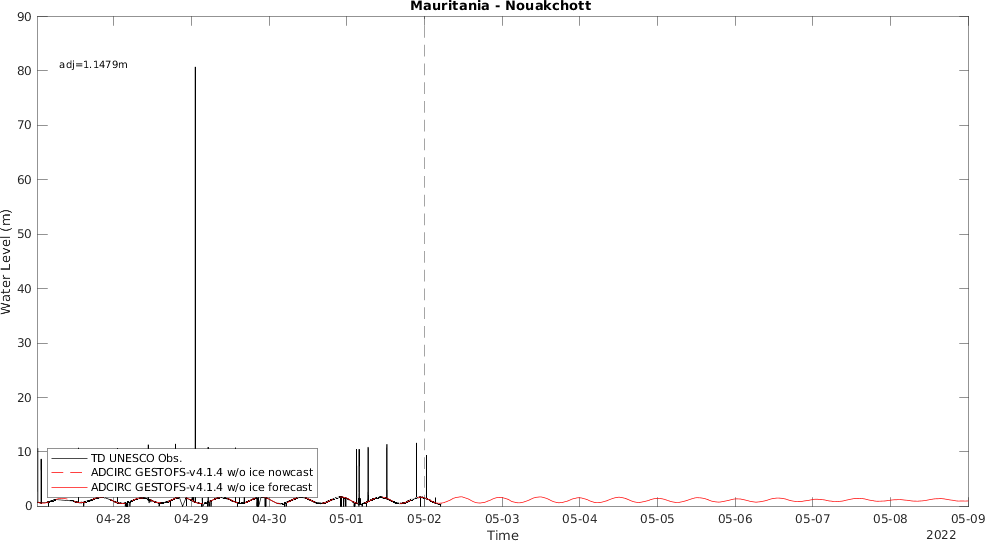 Mauritania - Nouakchott
90
adj=1.1479m
80
70
60
50
40
30
20
10
0
Water Level (m)
TD UNESCO Obs.
ADCIRC GESTOFS-v4.1.4 w/o ice nowcast
ADCIRC GESTOFS-v4.1.4 w/o ice forecast
04-28 04-29 04-30 05-01 05-02 05-03 05-04 05-05 05-06 05-07 05-08 05-09
Time
2022